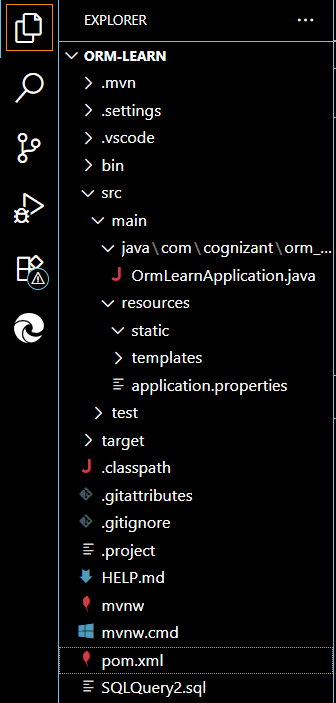 EXPLORER ...
ORM-LEARN
.mvn
.settings
.vscode
bin
src
main
java\com\cognizant\orm_...
OrmLearnApplication.java
resources
static
templates
application.properties
test
target
.classpath
.gitattributes
.gitignore
.project
HELP.md
mvnw
mvnw.cmd
pom.xml
SQLQuery2.sql